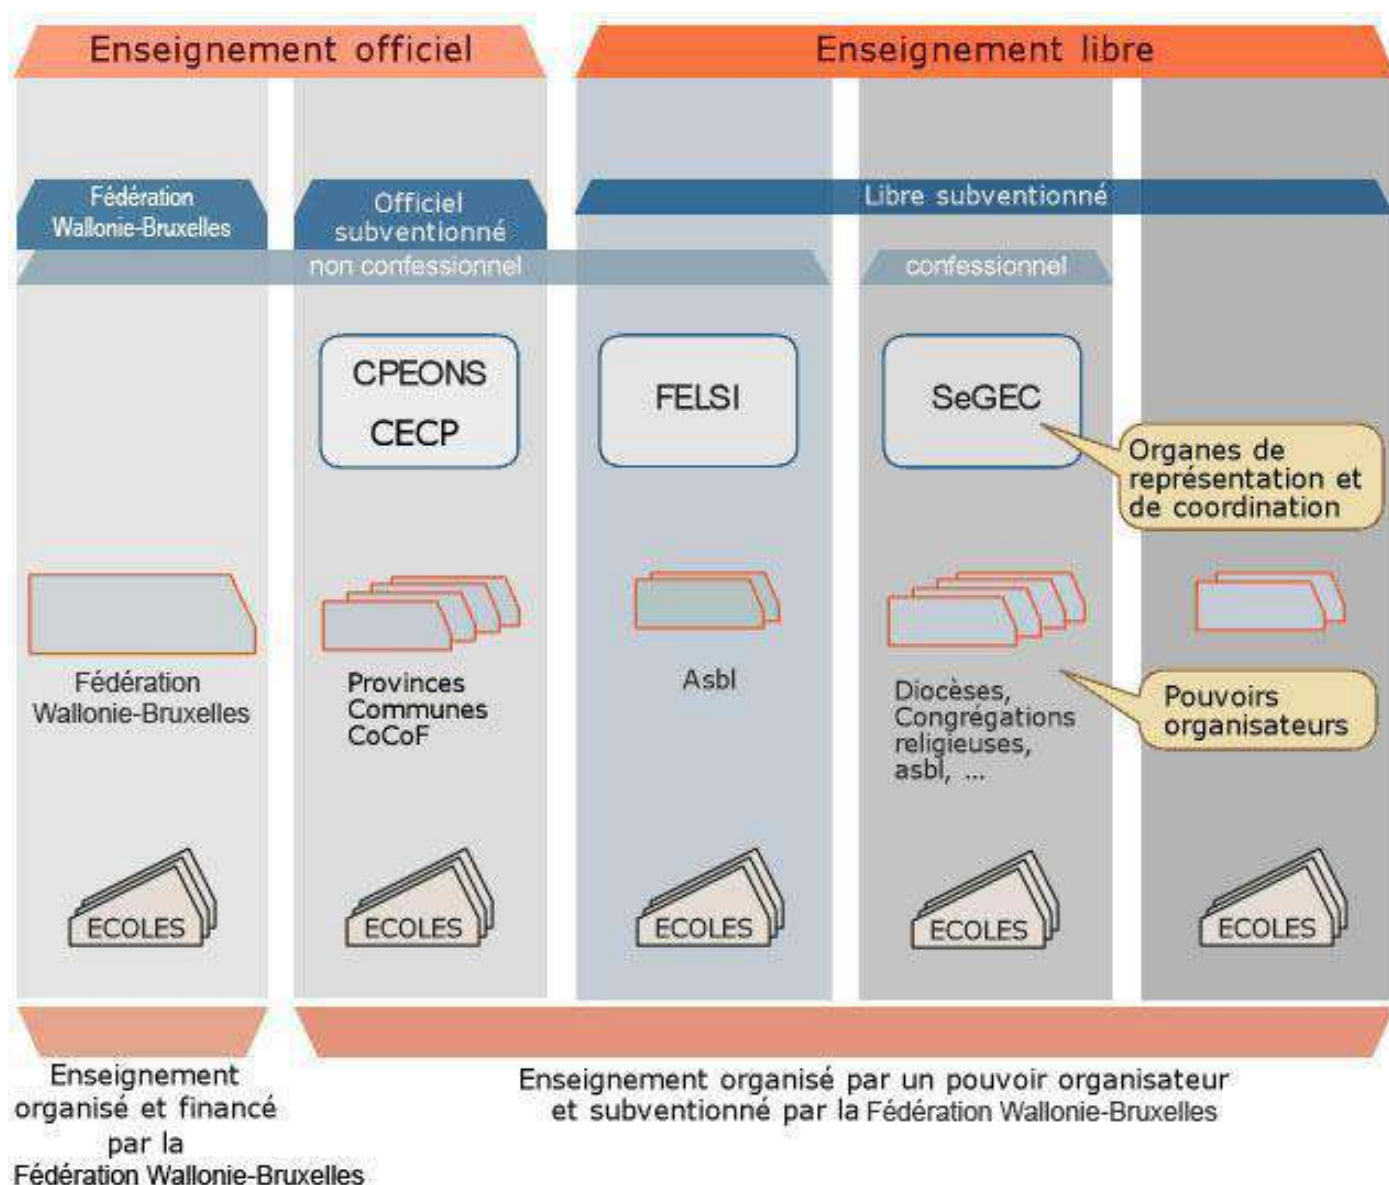 Enseignement officiel
Enseignement libre
Fédération
Wallonie-Bruxelles
Officiel
subventionné
Libre subventionné
non confessionnel
confessionnel
CPEONS
CECP
FELSI
SeGEC
Organes de
représentation et
de coordination
Fédération
Wallonie-Bruxelles
Provinces
Communes
CoCoF
Asbl
Diocèses,
Congrégations
religieuses,
asbl, ...
Pouvoirs
organisateurs
ECOLES
ECOLES
ECOLES
ECOLES
ECOLES
Enseignement
organisé et financé
par la
Fédération Wallonie-Bruxelles
Enseignement organisé par un pouvoir organisateur
et subventionné par la Fédération Wallonie-Bruxelles